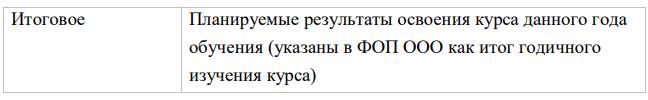 Итоговое
Планируемые результаты освоения курса данного года
обучения (указаны в ФОП ООО как итог годичного
изучения курса)